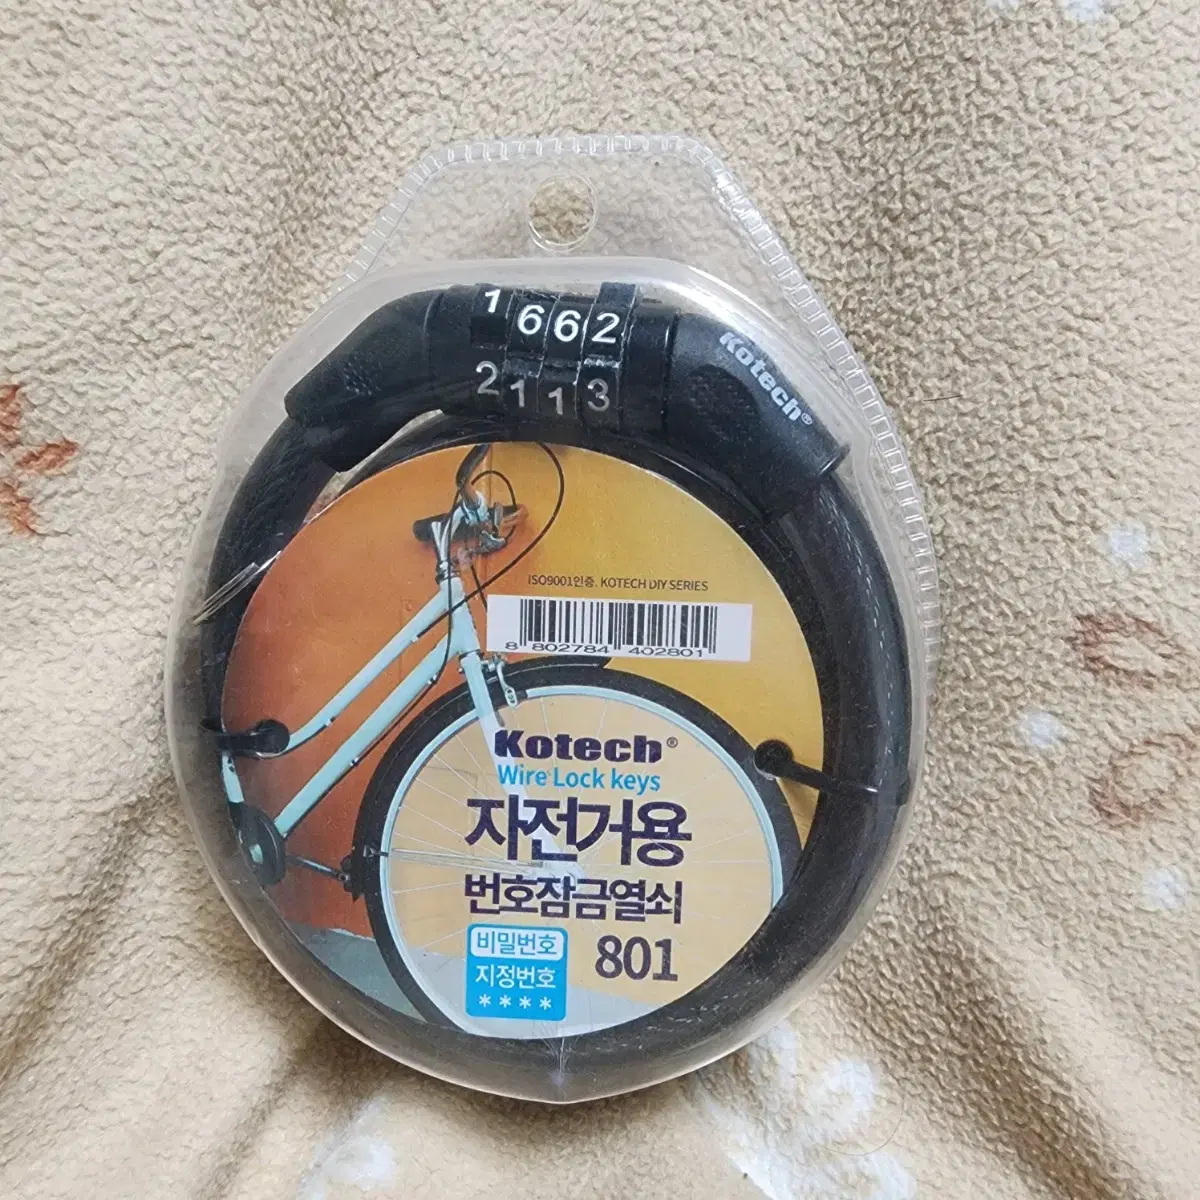 1662
2113
Kotech®
ISO9001인증. KOTECH DIY SERIES
8 802784 402801
Kotech®
Wire Lock keys
자전거용
번호잠금열쇠
비밀번호
지정번호
****
801